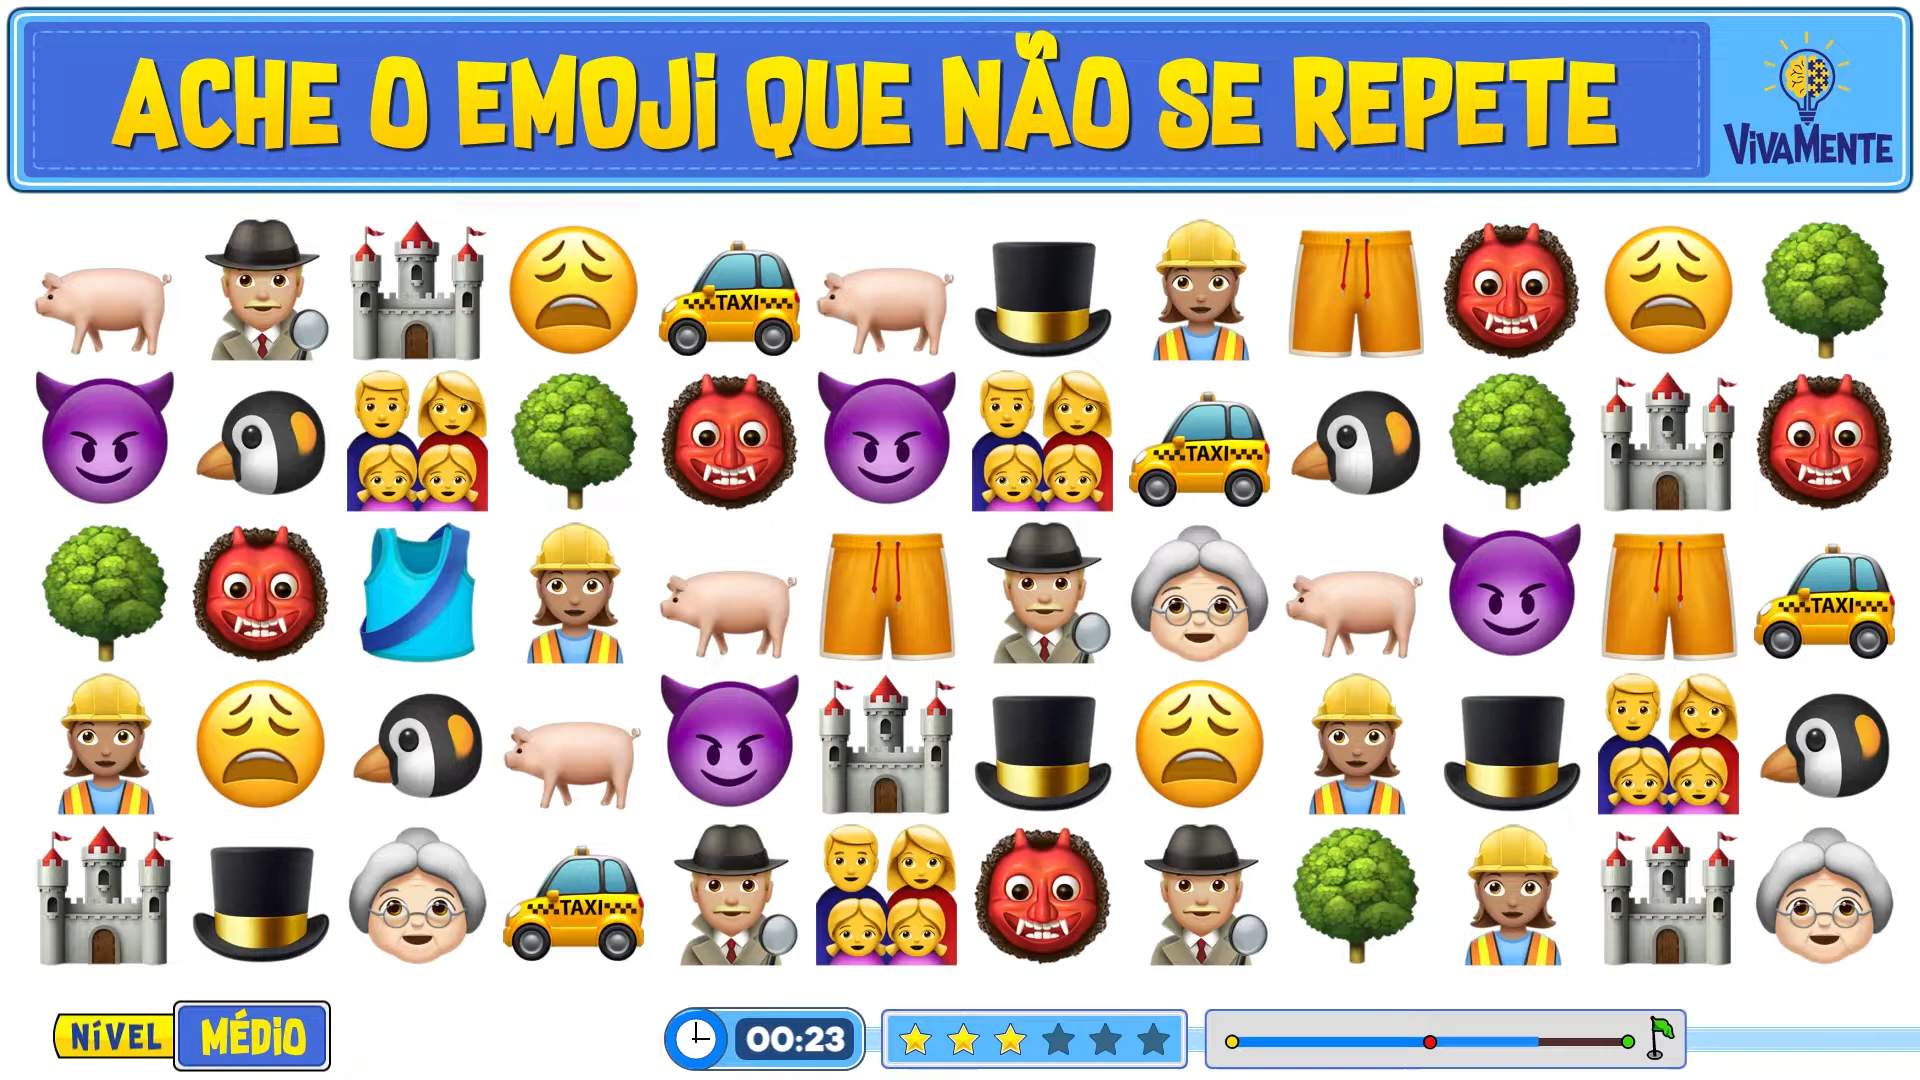 ACHE O EMOJI QUE NÃO SE REPETE
VIVAMENTE
TAXI
TAXI
TAXI
TAXI
NÍVEL MÉDIO
00:23